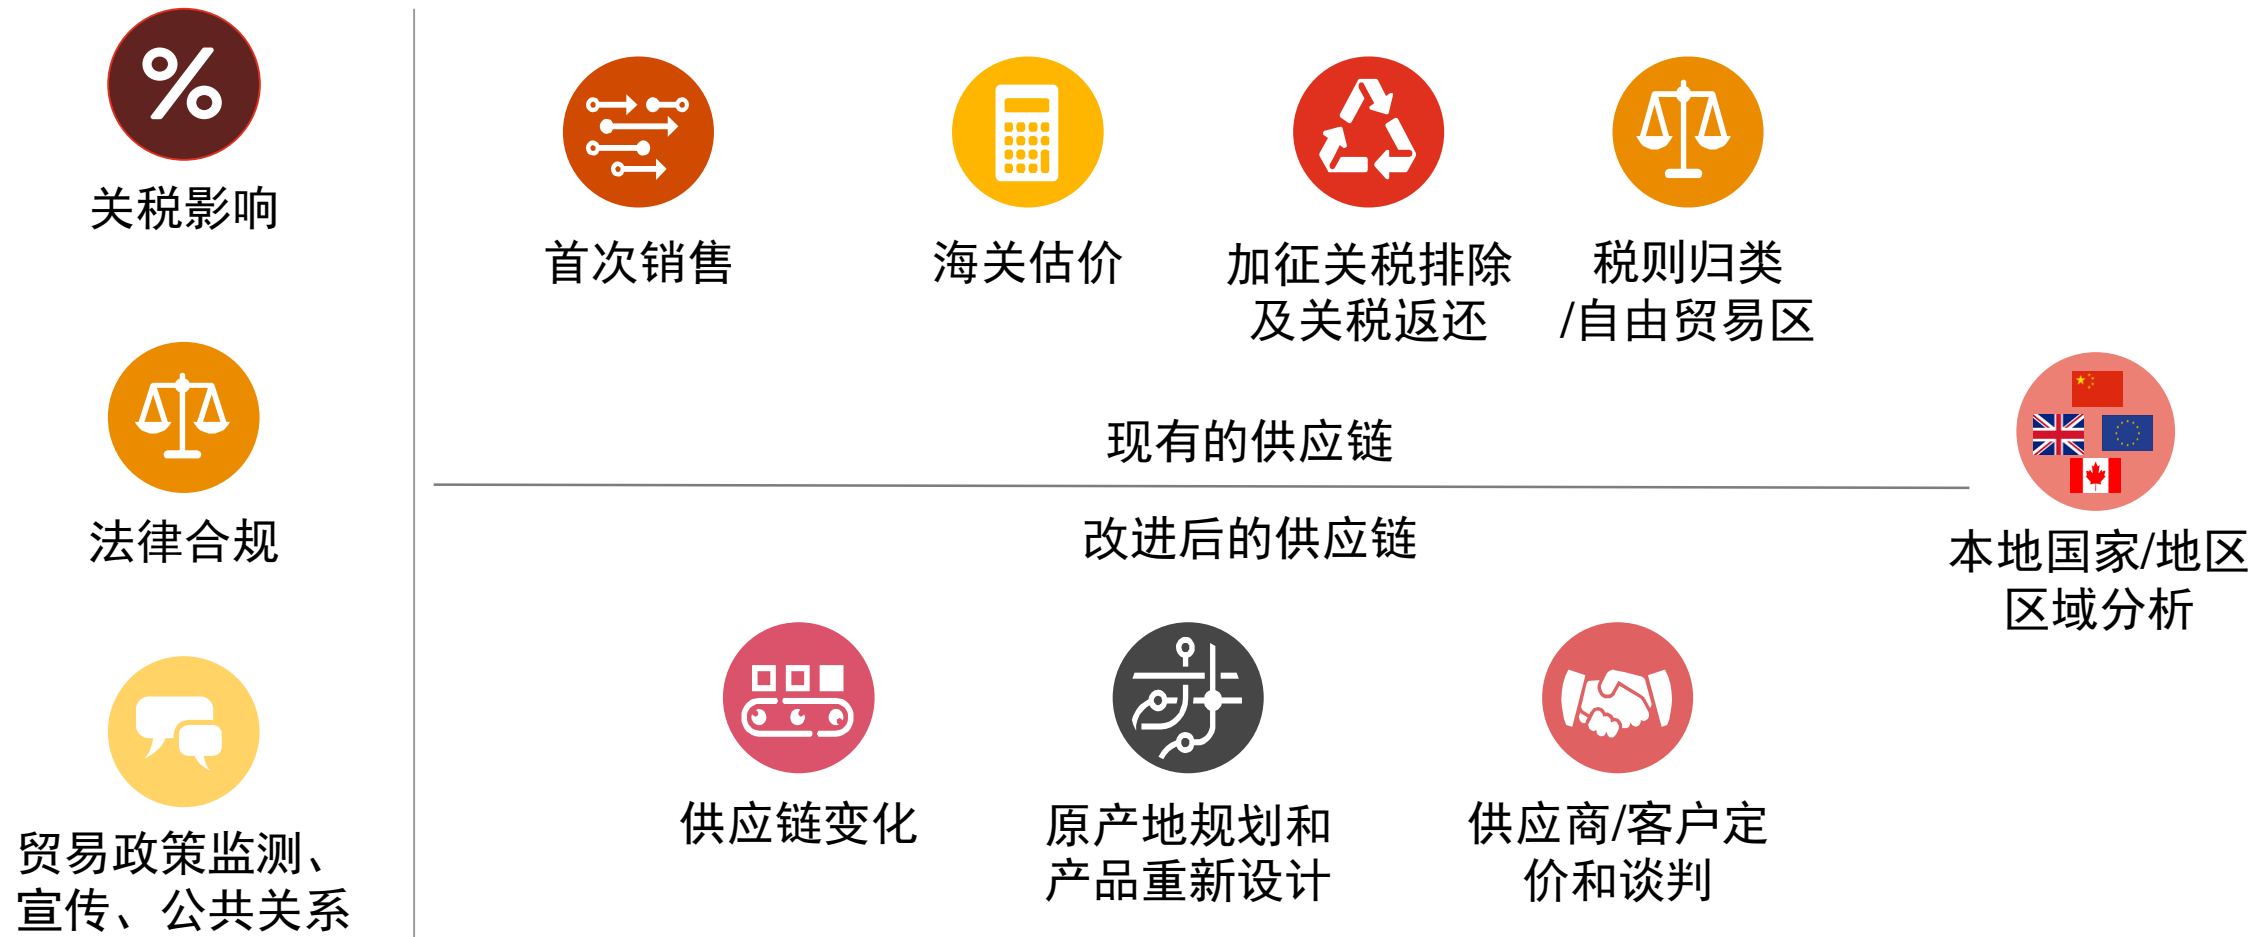 关税影响
法律合规
贸易政策监测、
宣传、公共关系
首次销售
海关估价
加征关税排除
及关税返还
税则归类
/自由贸易区
现有的供应链
改进后的供应链
供应链变化
原产地规划和
产品重新设计
供应商/客户定
价和谈判
本地国家/地区
区域分析